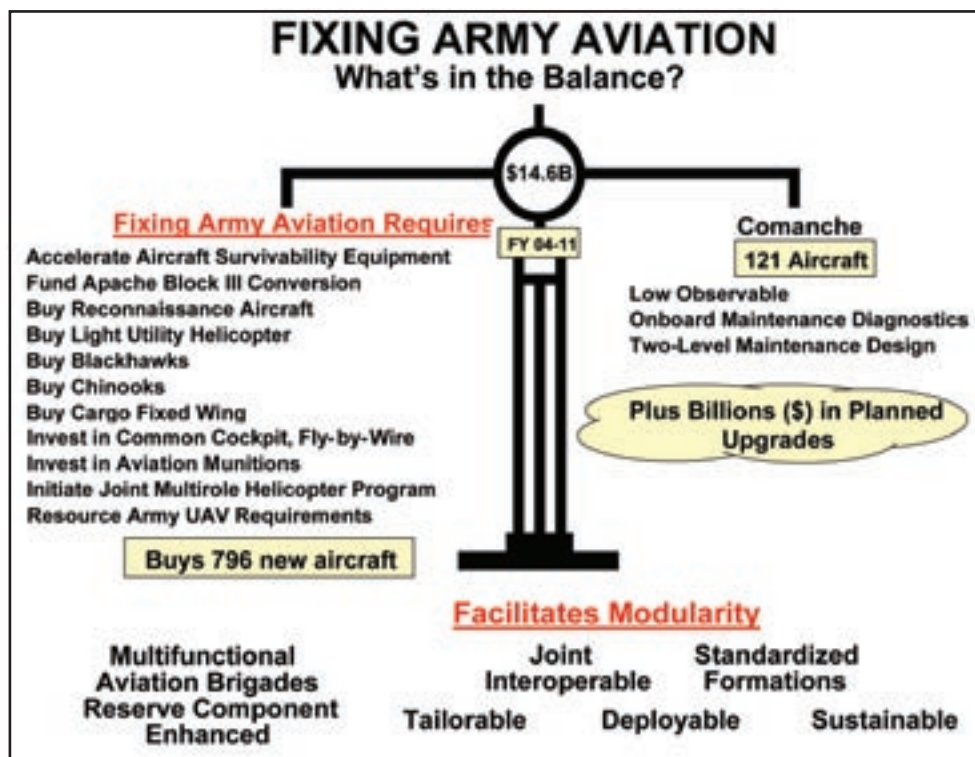 FIXING ARMY AVIATION
What's in the Balance?
$14.6B
FY 04-11
Fixing Army Aviation Requires
Accelerate Aircraft Survivability Equipment
Fund Apache Block III Conversion
Buy Reconnaissance Aircraft
Buy Light Utility Helicopter
Buy Blackhawks
Buy Chinooks
Buy Cargo Fixed Wing
Invest in Common Cockpit, Fly-by-Wire
Invest in Aviation Munitions
Initiate Joint Multirole Helicopter Program
Resource Army UAV Requirements
Buys 796 new aircraft
Comanche
121 Aircraft
Low Observable
Onboard Maintenance Diagnostics
Two-Level Maintenance Design
Plus Billions ($) in Planned
Upgrades
Facilitates Modularity
Multifunctional
Aviation Brigades
Reserve Component
Enhanced
Joint
Interoperable
Standardized
Formations
Tailorable
Deployable
Sustainable